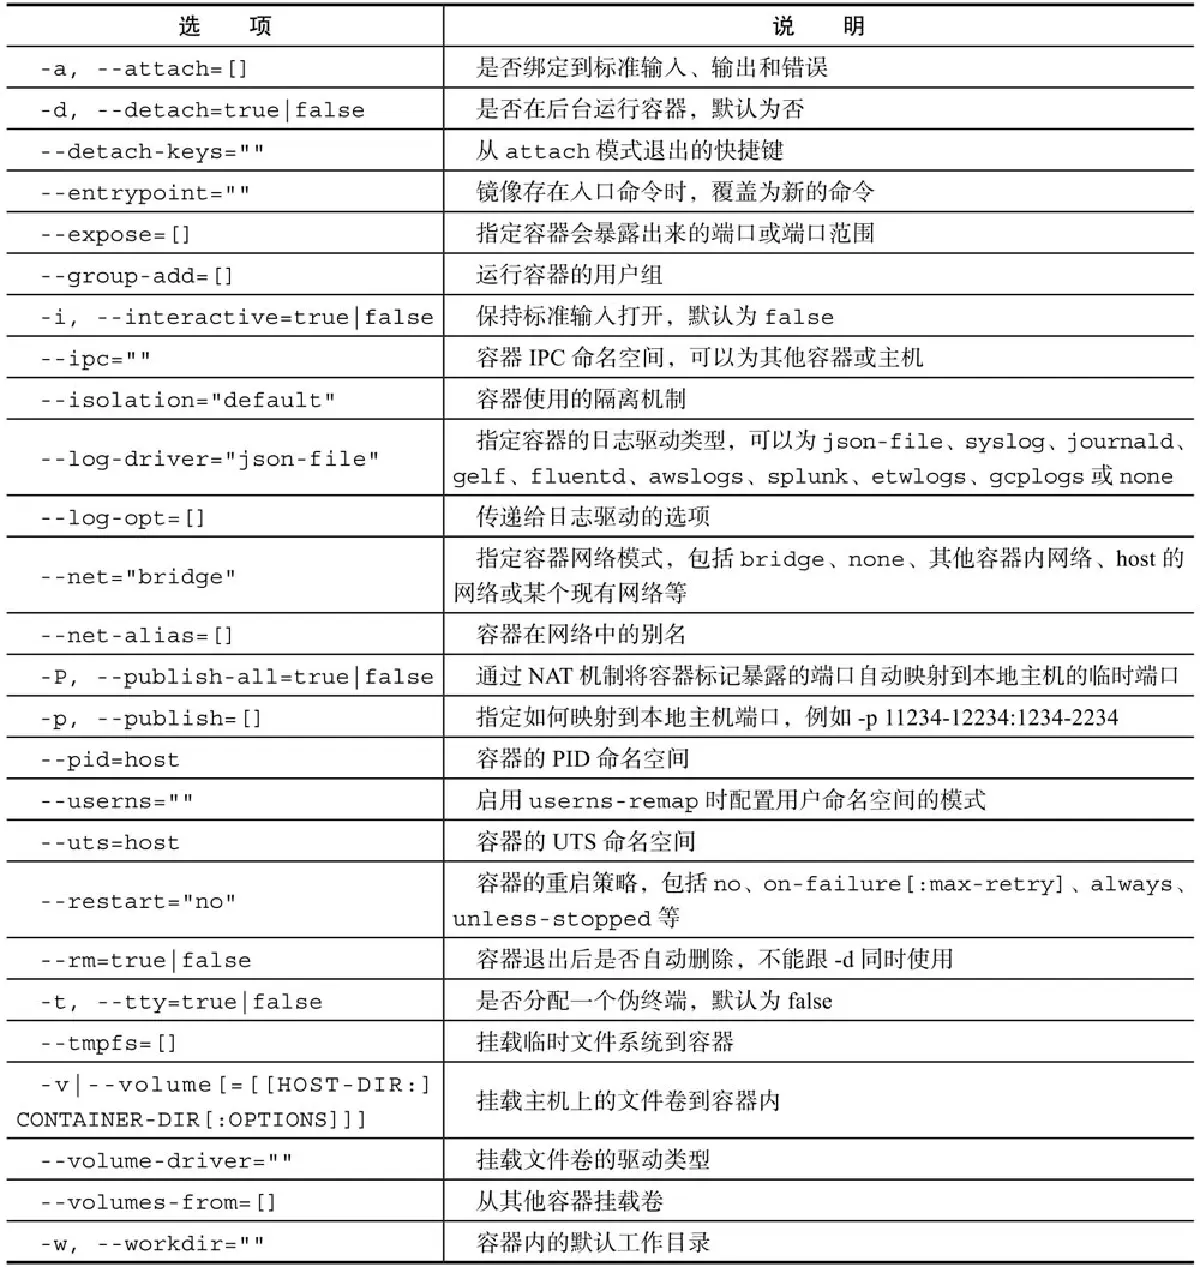 选 项 说 明
-a, --attach=[] 是否绑定到标准输入、输出和错误
-d, --detach=true|false 是否在后台运行容器，默认为否
--detach-keys="" 从 attach 模式退出的快捷键
--entrypoint="" 镜像存在入口命令时，覆盖为新的命令
--expose=[] 指定容器会暴露出来的端口或端口范围
--group-add=[] 运行容器的用户组
-i, --interactive=true|false 保持标准输入打开，默认为 false
--ipc="" 容器 IPC 命名空间，可以为其他容器或主机
--isolation="default" 容器使用的隔离机制
--log-driver="json-file" 指定容器的日志驱动类型，可以为 json-file、syslog、journald、
gelf、fluentd、awslogs、splunk、etwlogs、gcplogs 或 none
--log-opt=[] 传递给日志驱动的选项
--net="bridge" 指定容器网络模式，包括 bridge、none、其他容器内网络、host 的
网络或某个现有网络等
--net-alias=[] 容器在网络中的别名
-P, --publish-all=true|false 通过 NAT 机制将容器标记暴露的端口自动映射到本地主机的临时端口
-p, --publish=[] 指定如何映射到本地主机端口，例如 -p 11234-12234:1234-2234
--pid=host 容器的 PID 命名空间
--userns="" 启用 userns-remap 时配置用户命名空间的模式
--uts=host 容器的 UTS 命名空间
--restart="no" 容器的重启策略，包括 no、on-failure[:max-retry]、always、
unless-stopped 等
--rm=true|false 容器退出后是否自动删除，不能跟 -d 同时使用
-t, --tty=true|false 是否分配一个伪终端，默认为 false
--tmpfs=[] 挂载临时文件系统到容器
-v|--volume[=[[HOST-DIR:]
CONTAINER-DIR[:OPTIONS]]] 挂载主机上的文件卷到容器内
--volume-driver="" 挂载文件卷的驱动类型
--volumes-from=[] 从其他容器挂载卷
-w, --workdir="" 容器内的默认工作目录